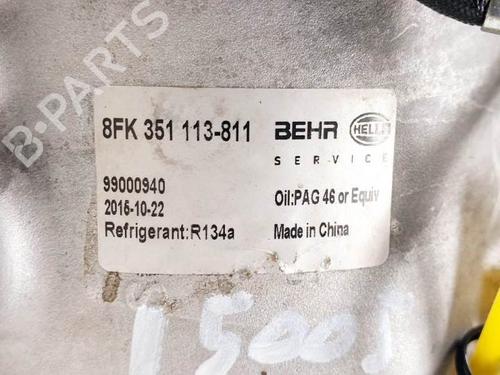 B-PARTS
8FK 351 113-811 BEHR HELLA
SERVICE
99000940 Oil:PAG 46 or Equiv
2016-10-22
Refrigerant:R134a Made in China